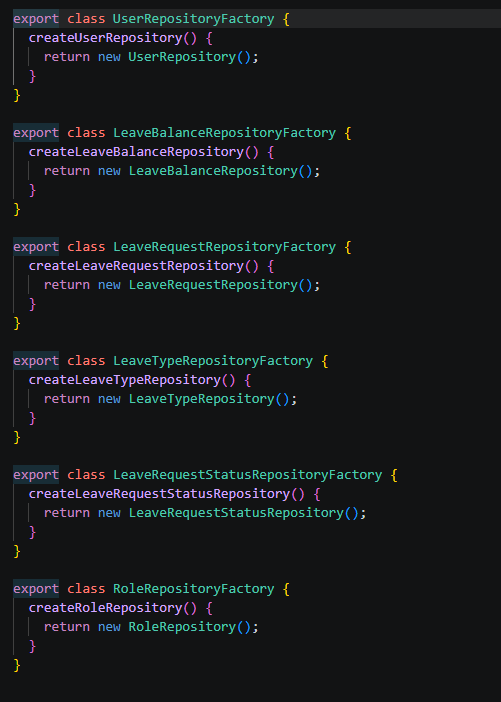 export class UserRepositoryFactory {
  createUserRepository() {
    return new UserRepository();
  }
}

export class LeaveBalanceRepositoryFactory {
  createLeaveBalanceRepository() {
    return new LeaveBalanceRepository();
  }
}

export class LeaveRequestRepositoryFactory {
  createLeaveRequestRepository() {
    return new LeaveRequestRepository();
  }
}

export class LeaveTypeRepositoryFactory {
  createLeaveTypeRepository() {
    return new LeaveTypeRepository();
  }
}

export class LeaveRequestStatusRepositoryFactory {
  createLeaveRequestStatusRepository() {
    return new LeaveRequestStatusRepository();
  }
}

export class RoleRepositoryFactory {
  createRoleRepository() {
    return new RoleRepository();
  }
}